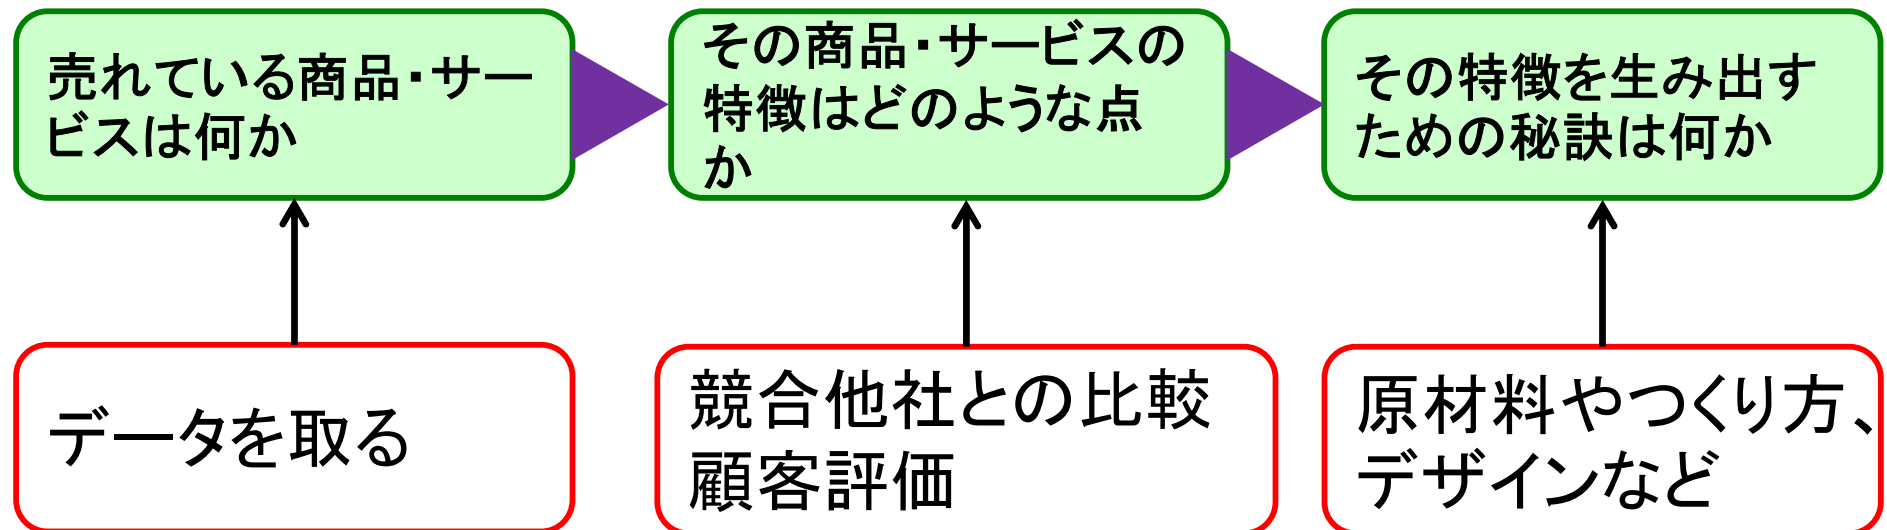 売れている商品・サー
ビスは何か
その商品・サービスの
特徴はどのような点
か
その特徴を生み出す
ための秘訣は何か
データを取る
競合他社との比較
顧客評価
原材料やつくり方、
デザインなど